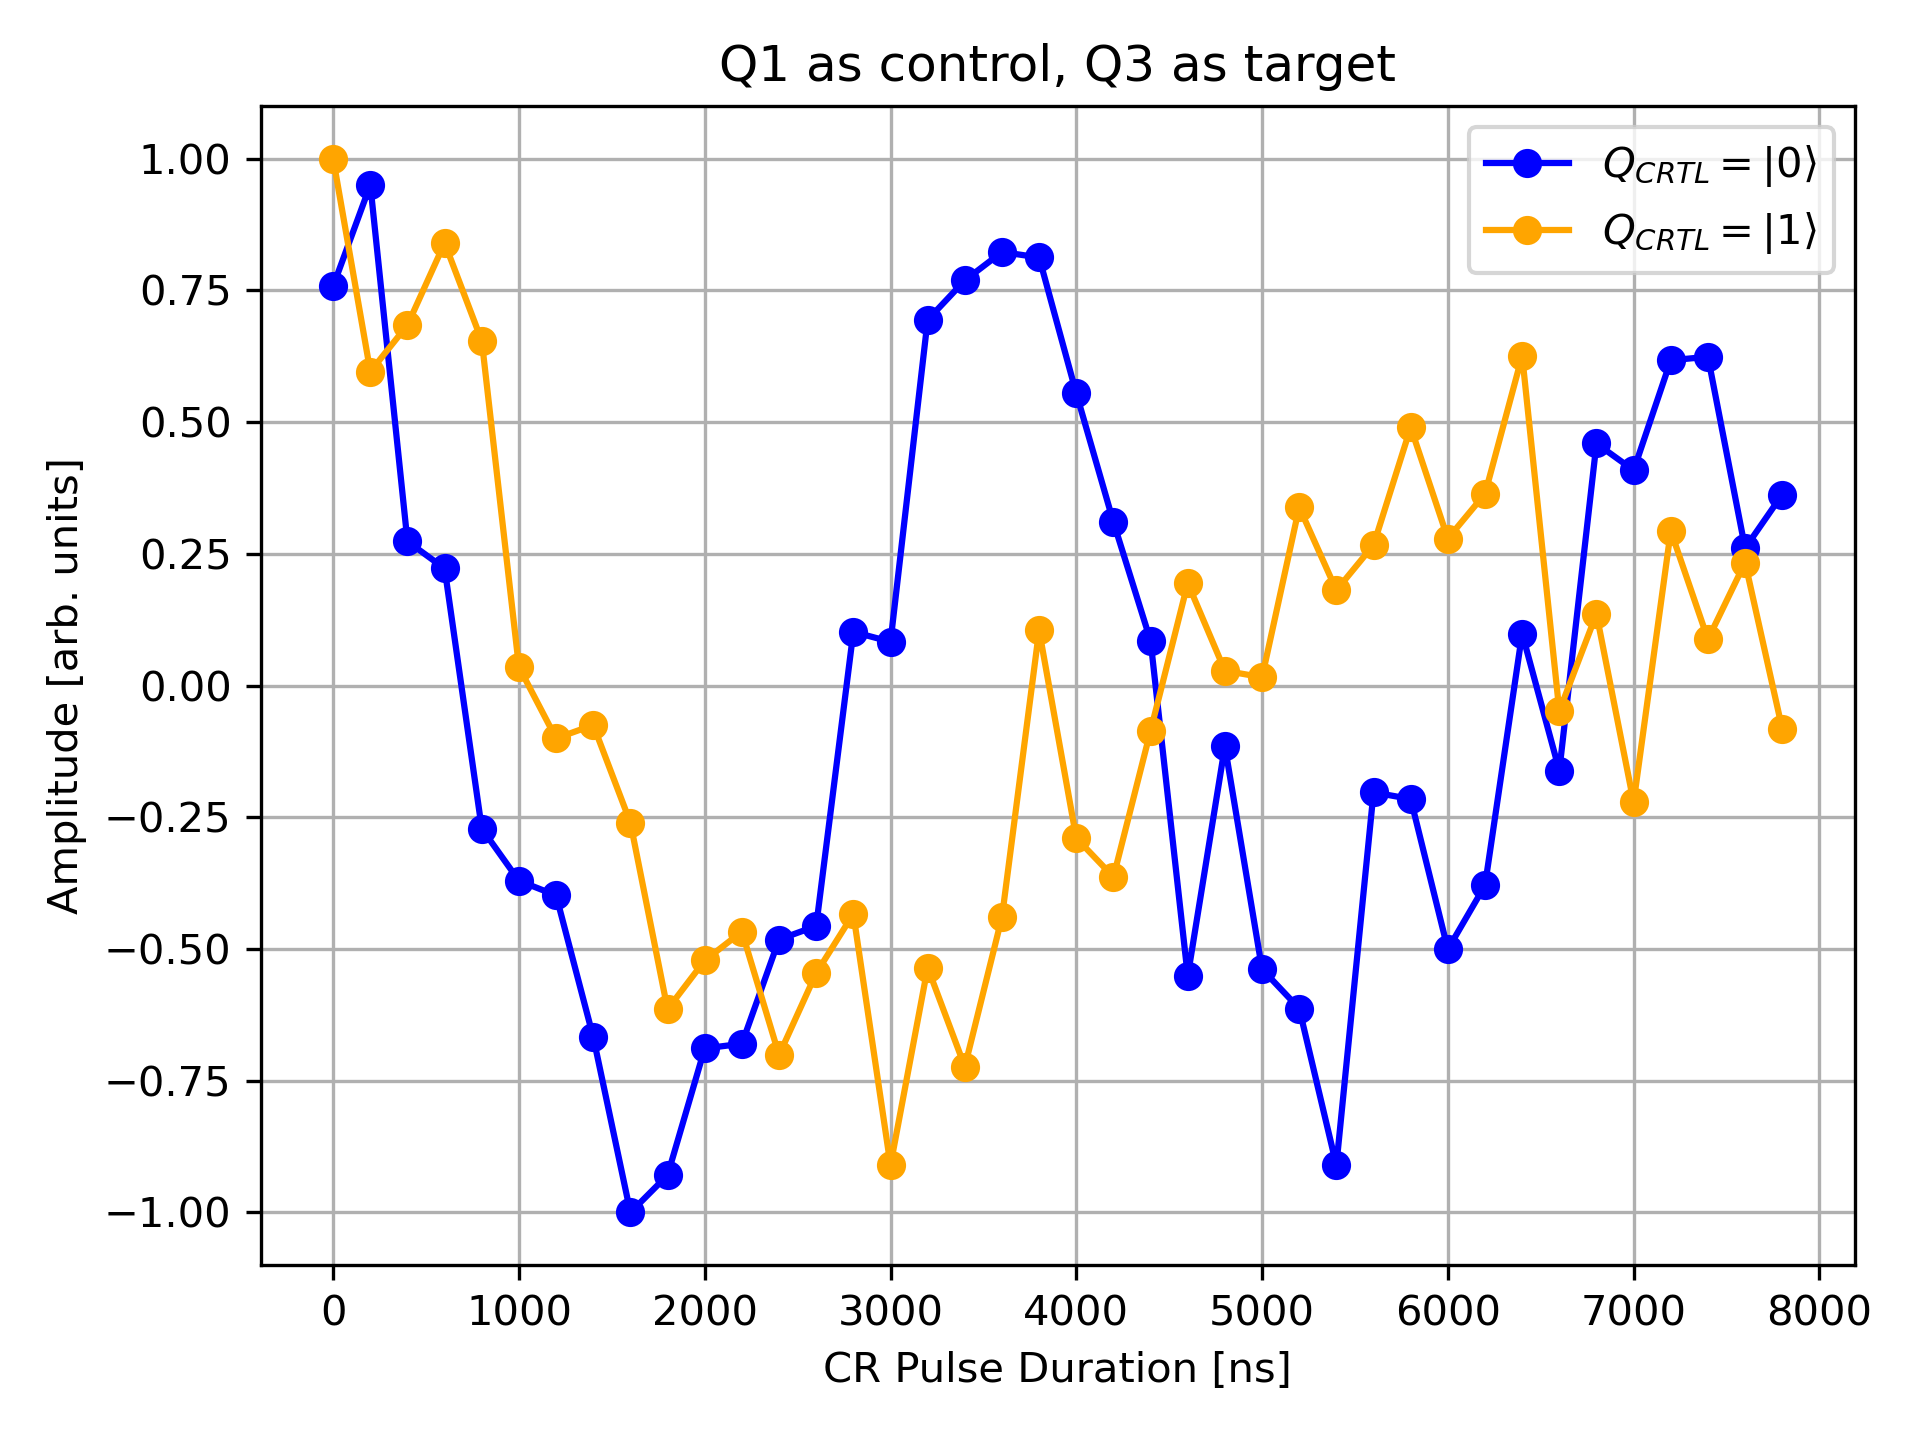 Q1 as control, Q3 as target
Amplitude [arb. units]
1.00
0.75
0.50
0.25
0.00
−0.25
−0.50
−0.75
−1.00
Q_CRTL = |0⟩
Q_CRTL = |1⟩
0 1000 2000 3000 4000 5000 6000 7000 8000
CR Pulse Duration [ns]